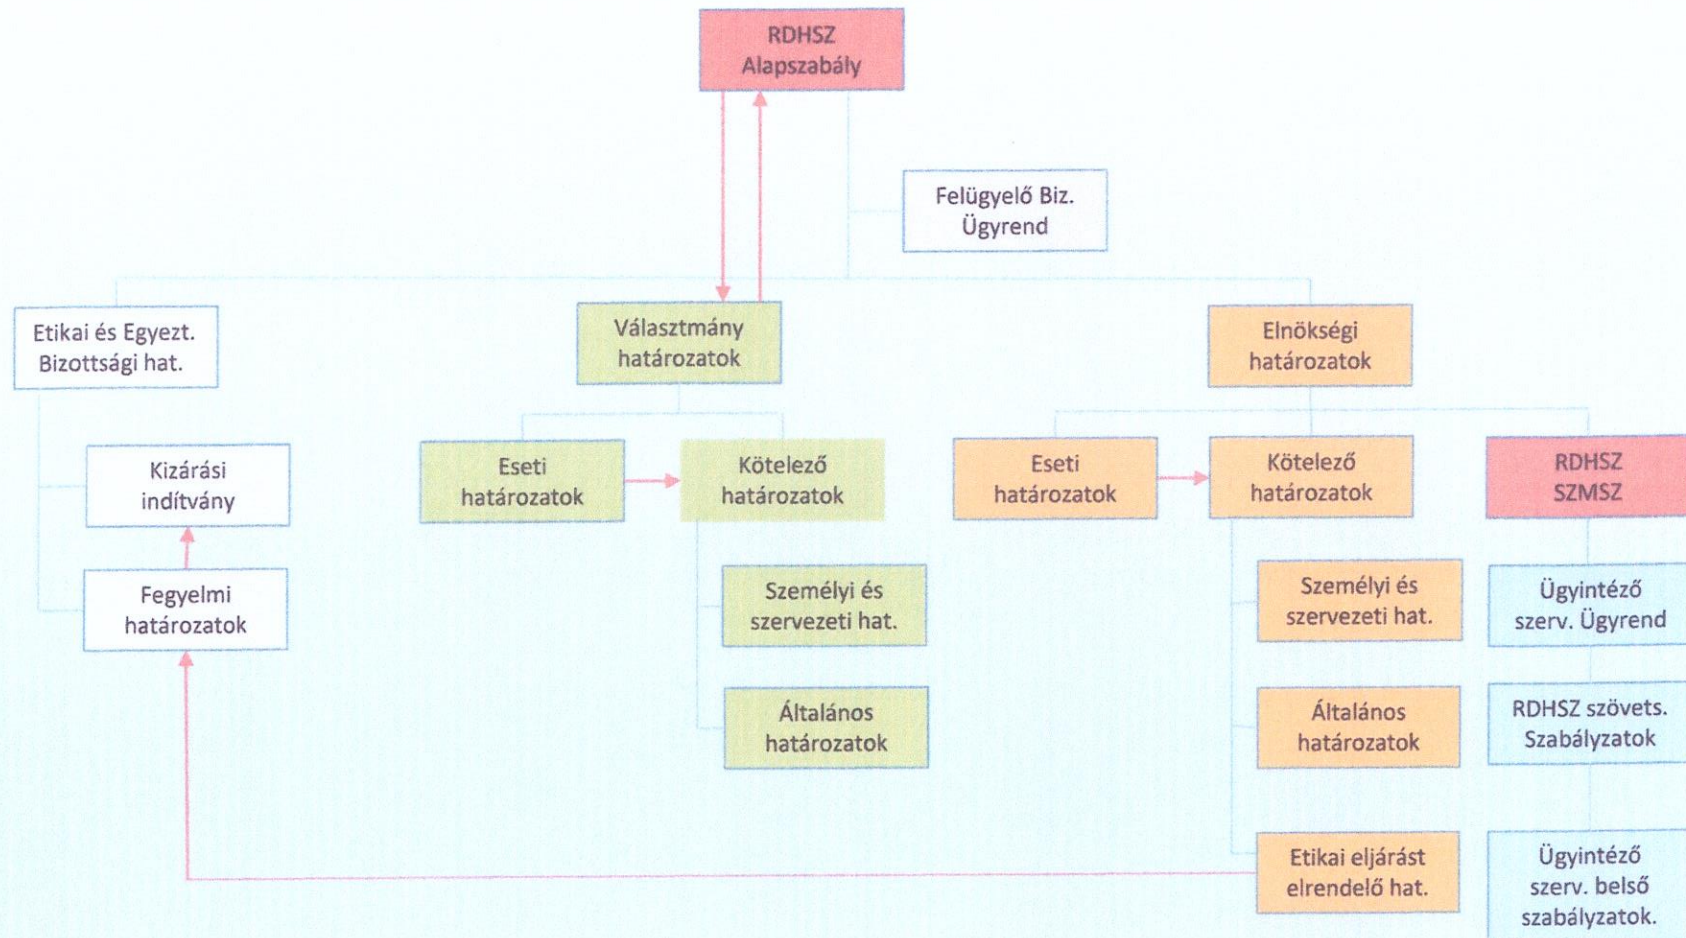 RDHSZ
Alapszabály
Felügyelő Biz.
Ügyrend
Etikai és Egyezt.
Bizottsági hat.
Választmány
határozatok
Elnökségi
határozatok
Kizárási
indítvány
Eseti
határozatok
Kötelező
határozatok
Eseti
határozatok
Kötelező
határozatok
RDHSZ
SZMSZ
Fegyelmi
határozatok
Személyi és
szervezeti hat.
Személyi és
szervezeti hat.
Ügyintéző
szerv. Ügyrend
Általános
határozatok
Általános
határozatok
RDHSZ szövets.
Szabályzatok
Etikai eljárást
elrendelő hat.
Ügyintéző
szerv. belső
szabályzatok.